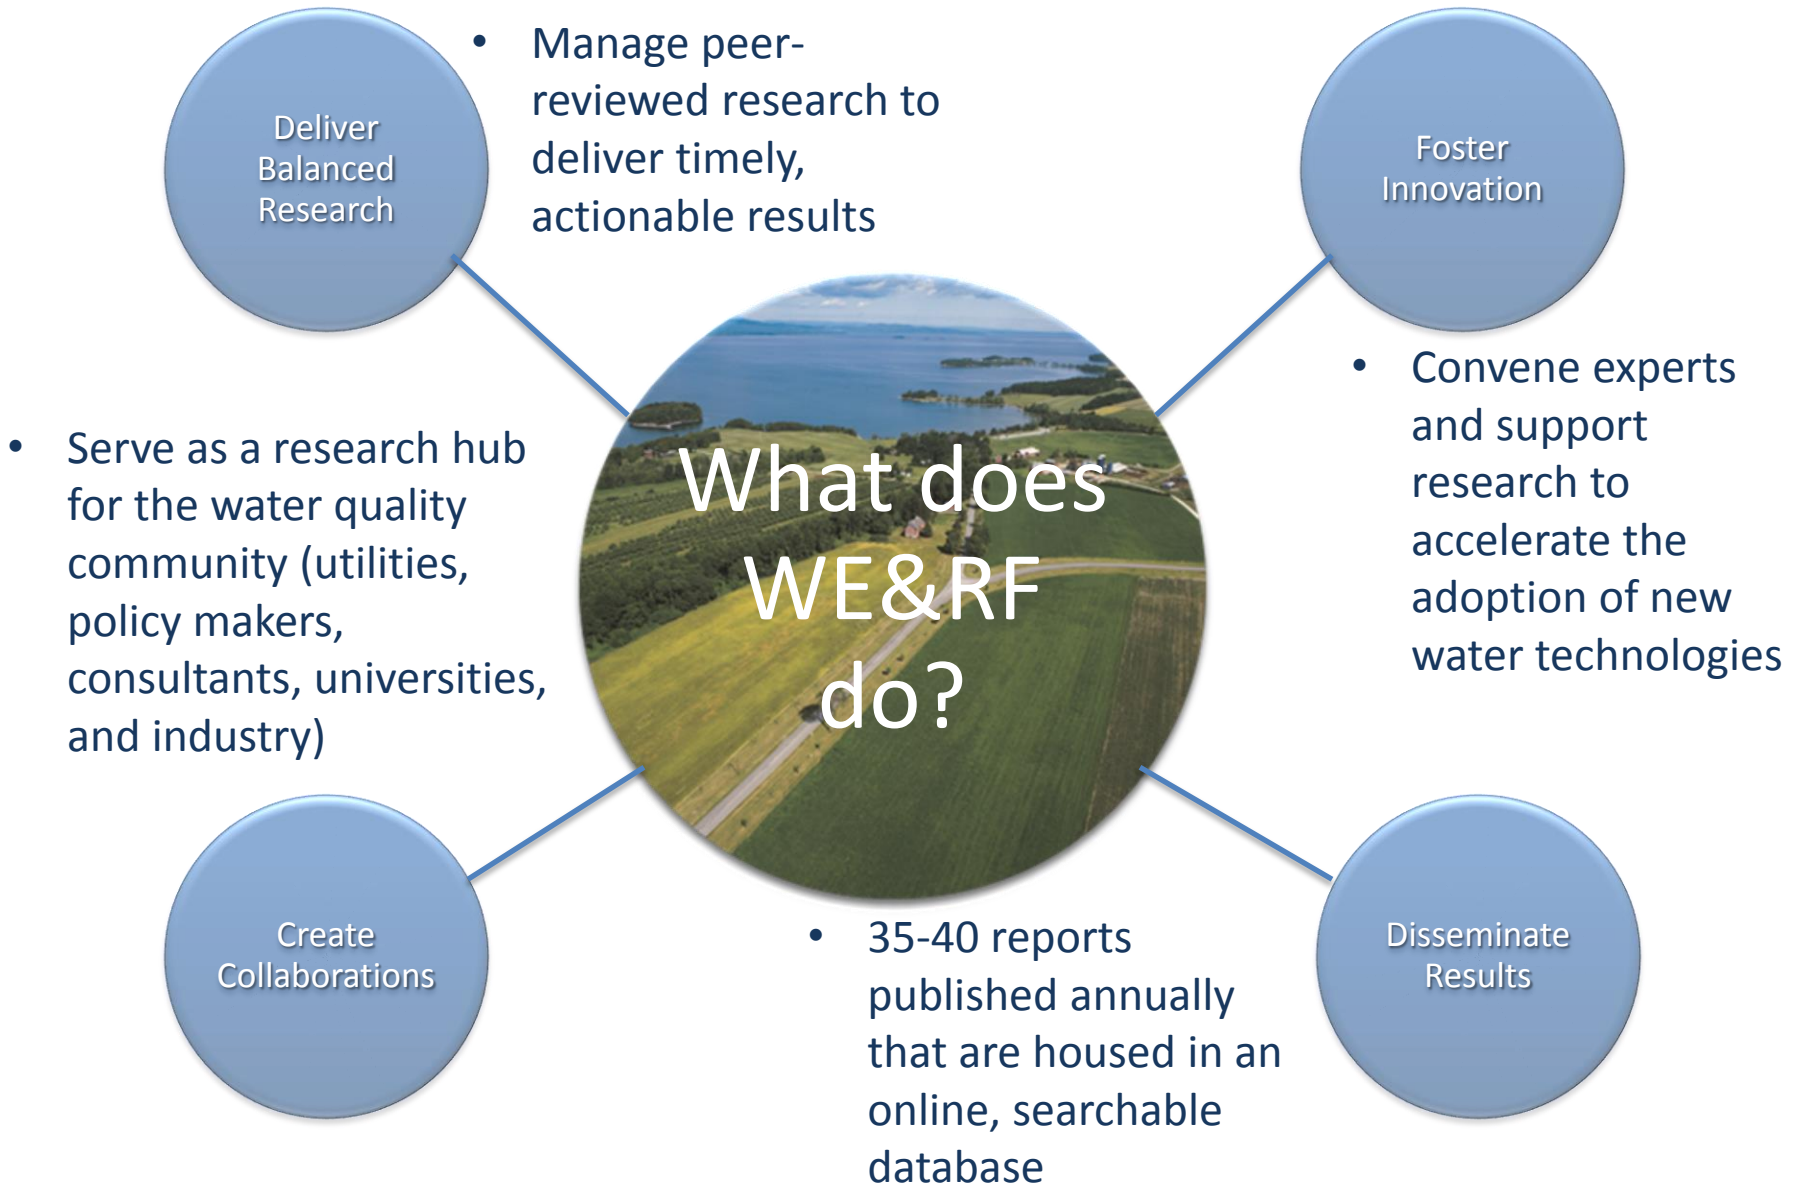 Deliver
Balanced
Research
• Manage peer-
reviewed research to
deliver timely,
actionable results
Foster
Innovation
• Convene experts
and support
research to
accelerate the
adoption of new
water technologies
What does
WE&RF
do?
• Serve as a research hub
for the water quality
community (utilities,
policy makers,
consultants, universities,
and industry)
Create
Collaborations
• 35-40 reports
published annually
that are housed in an
online, searchable
database
Disseminate
Results